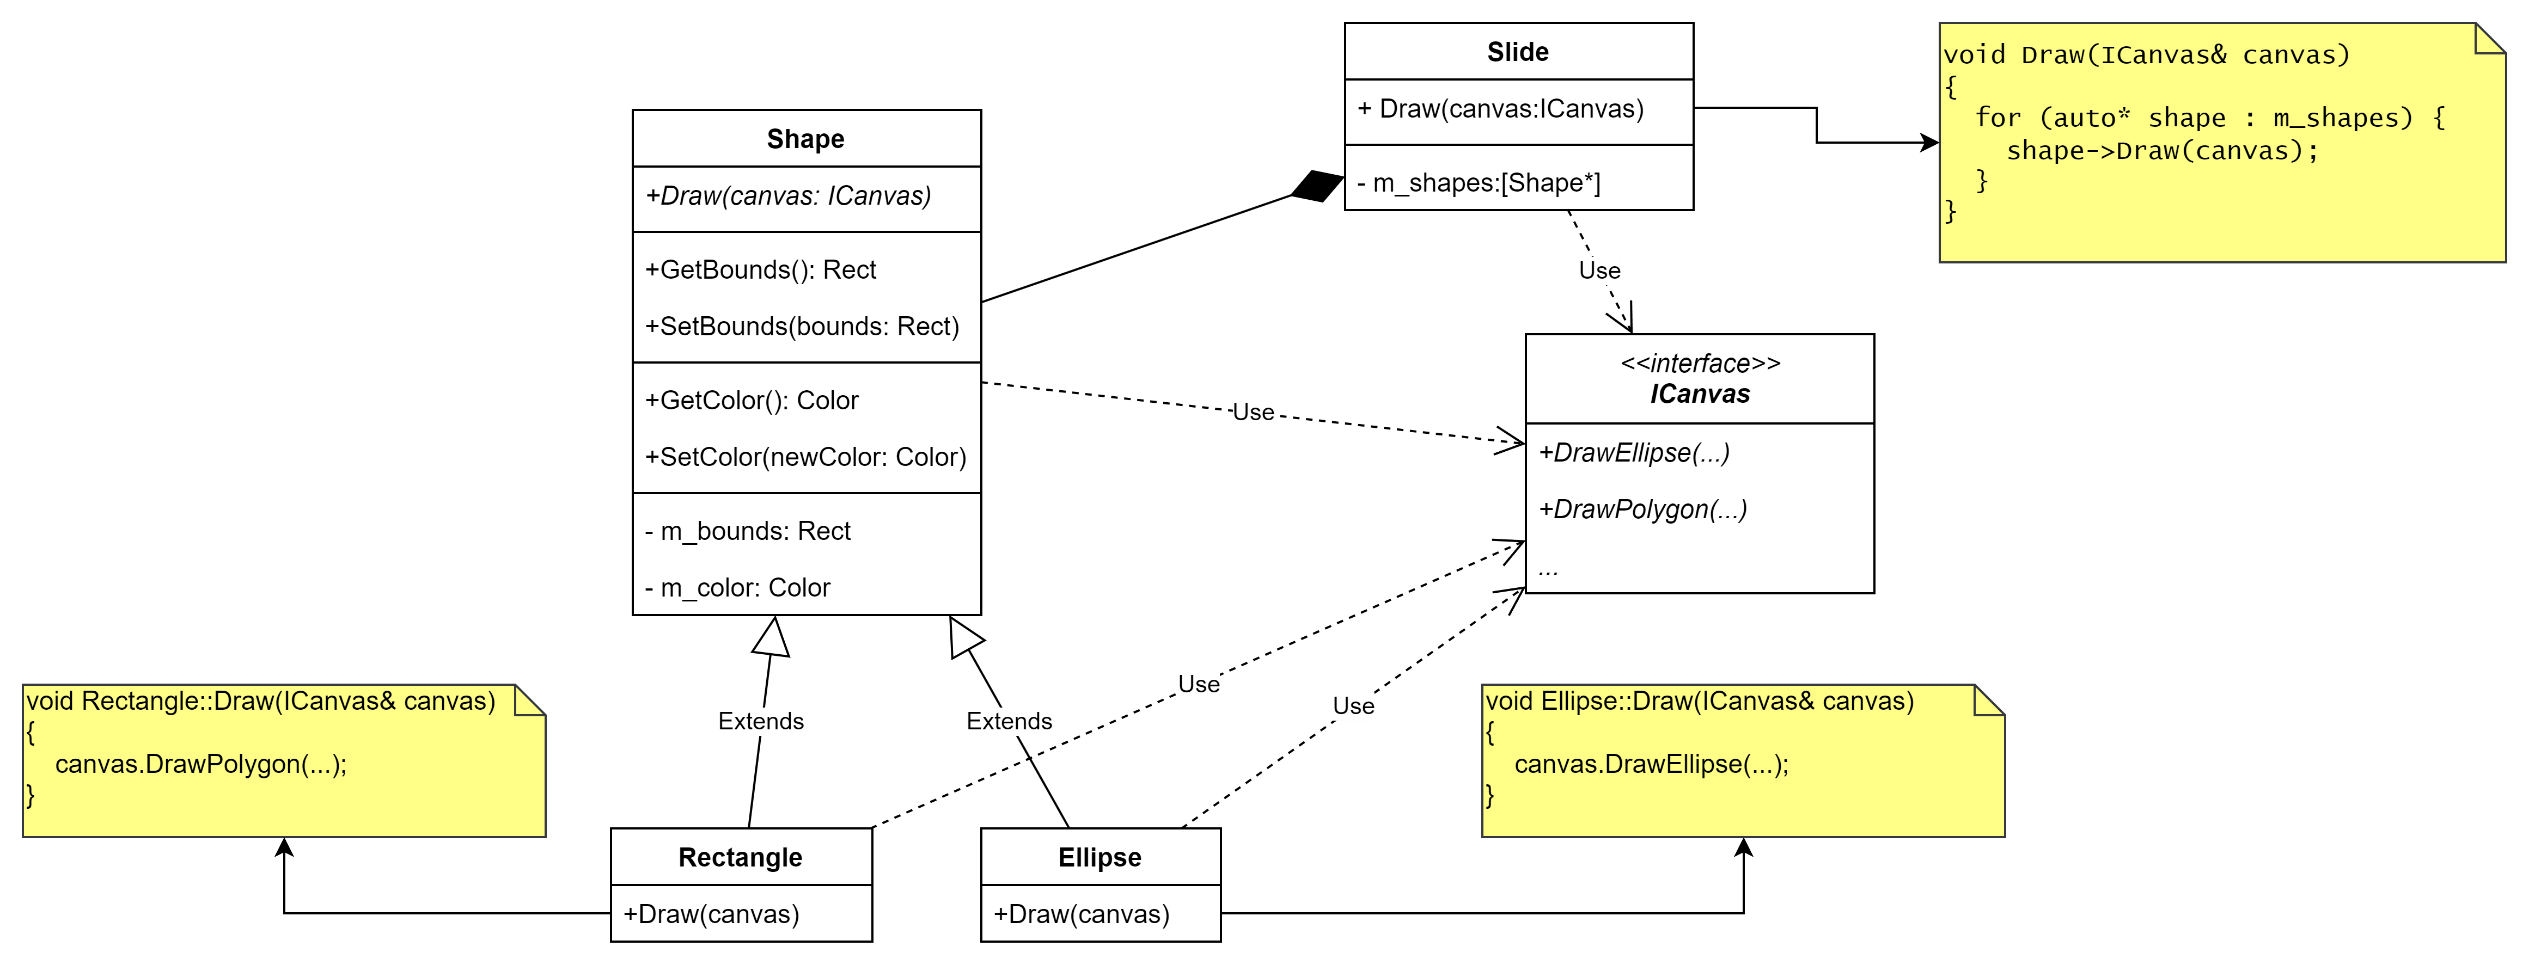 Slide
+ Draw(canvas:ICanvas)
- m_shapes:[Shape*]
void Draw(ICanvas& canvas)
{
  for (auto* shape : m_shapes) {
    shape->Draw(canvas);
  }
}
Shape
+Draw(canvas: ICanvas)
+GetBounds(): Rect
+SetBounds(bounds: Rect)
+GetColor(): Color
+SetColor(newColor: Color)
- m_bounds: Rect
- m_color: Color
Use
Use
<<interface>>
ICanvas
+DrawEllipse(...)
+DrawPolygon(...)
...
Use
Use
Extends
Extends
void Rectangle::Draw(ICanvas& canvas)
{
    canvas.DrawPolygon(...);
}
void Ellipse::Draw(ICanvas& canvas)
{
    canvas.DrawEllipse(...);
}
Rectangle
+Draw(canvas)
Ellipse
+Draw(canvas)